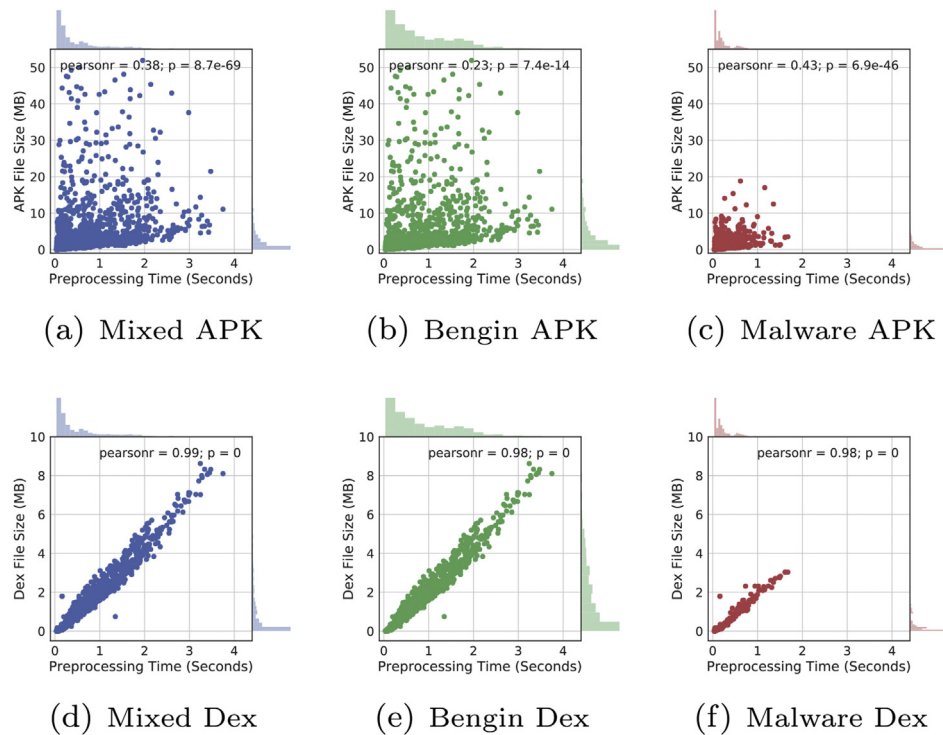 pearsonr = 0.38; p = 8.7e-69
APK File Size (MB)
50
40
30
20
10
0
0 1 2 3 4
Preprocessing Time (Seconds)
(a) Mixed APK
pearsonr = 0.23; p = 7.4e-14
APK File Size (MB)
50
40
30
20
10
0
0 1 2 3 4
Preprocessing Time (Seconds)
(b) Bengin APK
pearsonr = 0.43; p = 6.9e-46
APK File Size (MB)
50
40
30
20
10
0
0 1 2 3 4
Preprocessing Time (Seconds)
(c) Malware APK
pearsonr = 0.99; p = 0
Dex File Size (MB)
10
8
6
4
2
0
0 1 2 3 4
Preprocessing Time (Seconds)
(d) Mixed Dex
pearsonr = 0.98; p = 0
Dex File Size (MB)
10
8
6
4
2
0
0 1 2 3 4
Preprocessing Time (Seconds)
(e) Bengin Dex
pearsonr = 0.98; p = 0
Dex File Size (MB)
10
8
6
4
2
0
0 1 2 3 4
Preprocessing Time (Seconds)
(f) Malware Dex